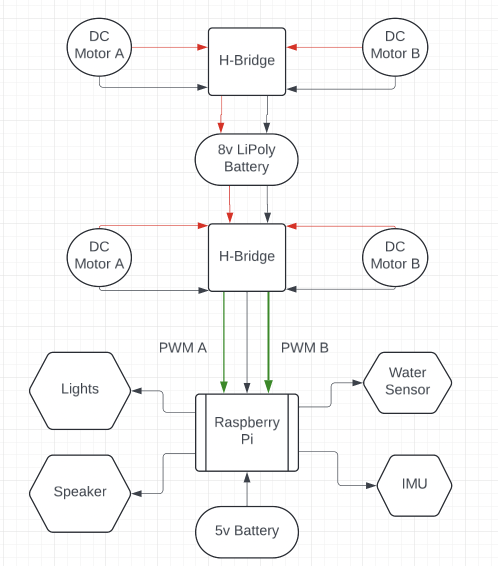 DC
Motor A
H-Bridge
DC
Motor B
8v LiPoly
Battery
DC
Motor A
H-Bridge
DC
Motor B
PWM A
PWM B
Lights
Water
Sensor
Raspberry
Pi
Speaker
IMU
5v Battery